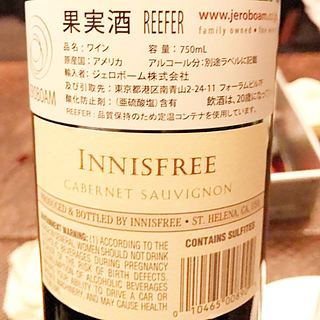 www.jeroboam.co.jp
果実酒 REEFER
family owned
品名：ワイン 容量：750mL
原産国：アメリカ アルコール分：別途ラベルに記載
輸入者：ジェロボーム株式会社
及び引取先：東京都港区南青山2-24-11 フォーラムビル7F
酸化防止剤：（亜硫酸塩）含有 飲酒は、20歳になっ
REEFER：品質保持のため定温コンテナを使用しています。
ROBOAM
INNISFREE
CABERNET SAUVIGNON
PRODUCED & BOTTLED BY INNISFREE • ST. HELENA, CA,
GOVERNMENT WARNING: (1) ACCORDING TO THE
GENERAL, WOMEN SHOULD NOT DRINK
BEVERAGES DURING PREGNANCY
RISK OF BIRTH DEFECTS.
OF ALCOHOLIC BEVERAGES
ABILITY TO DRIVE A CAR OR
MACHINERY, AND MAY CAUSE HEALTH
CONTAINS SULFITES